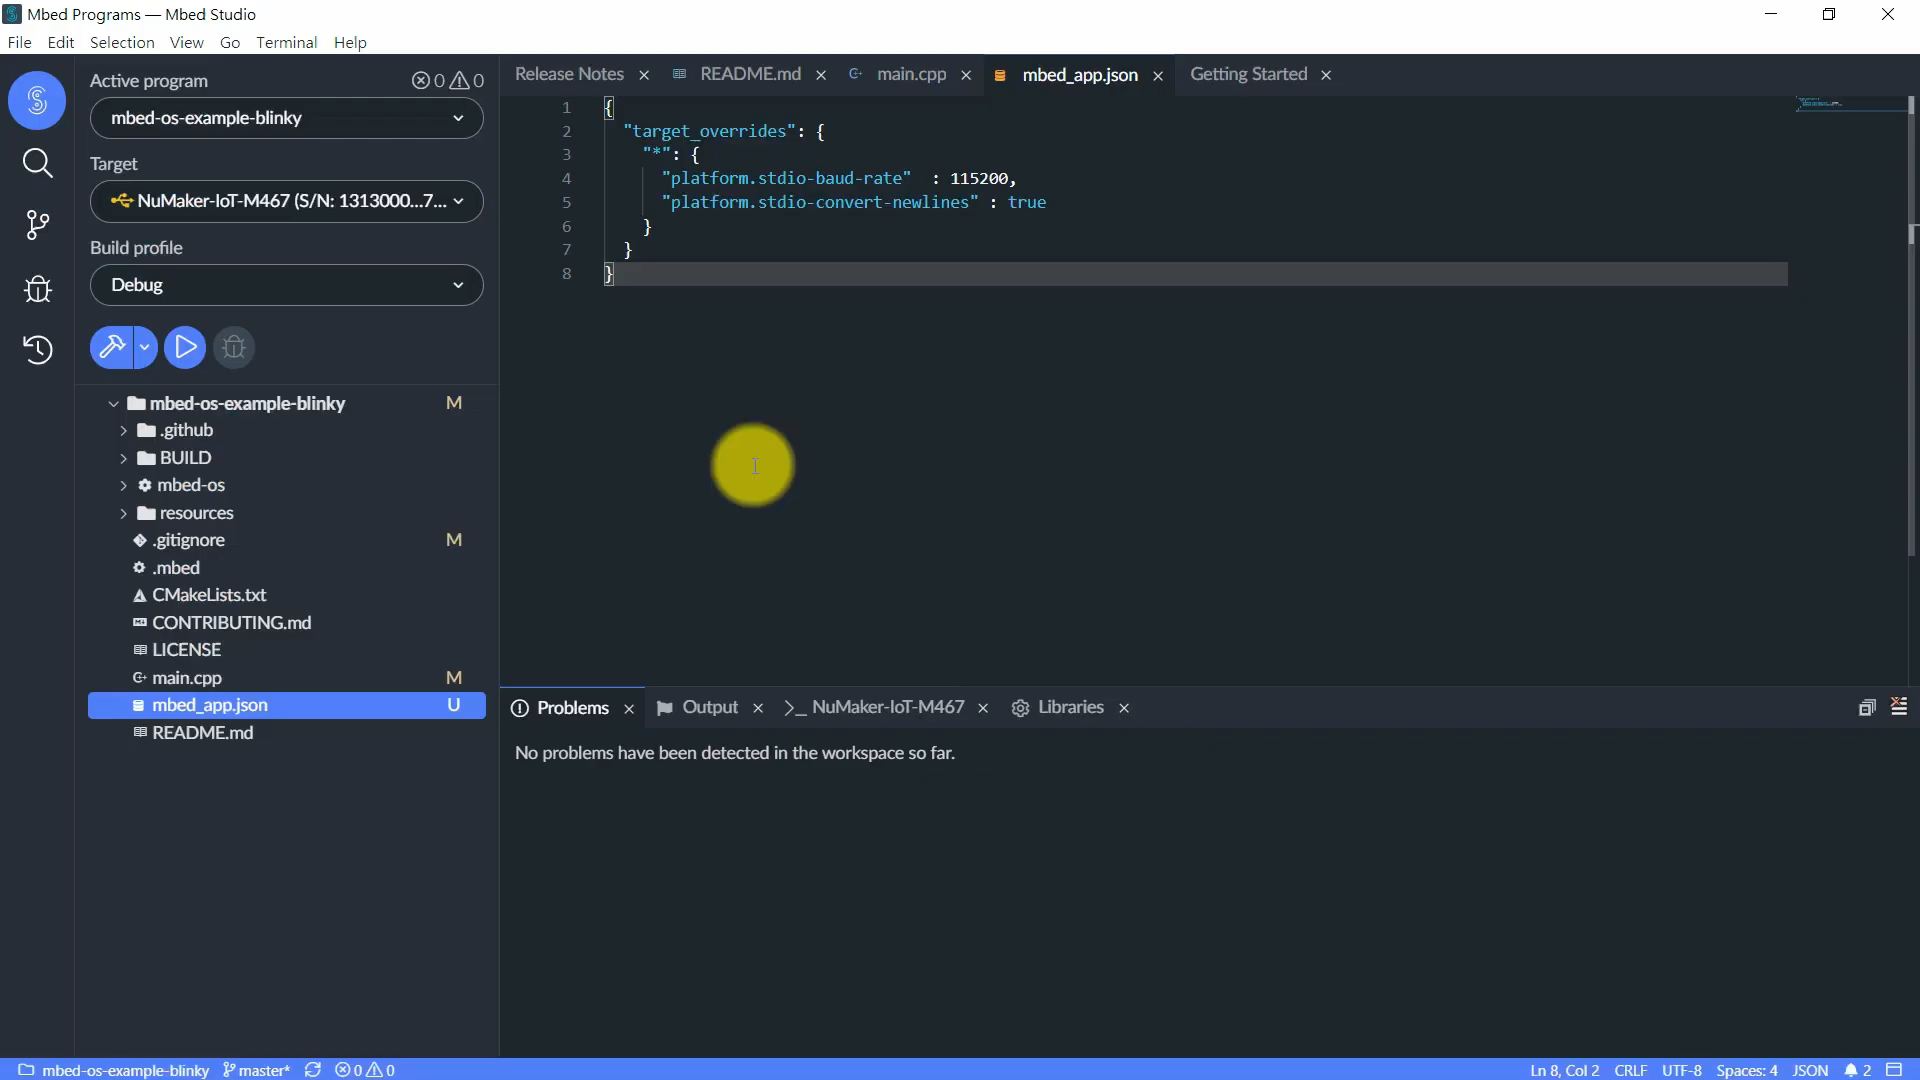 Mbed Programs — Mbed Studio
File Edit Selection View Go Terminal Help
Active program 0 0
mbed-os-example-blinky
Target
NuMaker-IoT-M467 (S/N: 1313000...7...
Build profile
Debug
mbed-os-example-blinky M
.github
BUILD
mbed-os
resources
.gitignore M
.mbed
CMakeLists.txt
CONTRIBUTING.md
LICENSE
main.cpp M
mbed_app.json U
README.md
Release Notes README.md main.cpp mbed_app.json Getting Started
1 {
2 "target_overrides": {
3 "*": {
4 "platform.stdio-baud-rate" : 115200,
5 "platform.stdio-convert-newlines" : true
6 }
7 }
8 }
Problems Output NuMaker-IoT-M467 Libraries
No problems have been detected in the workspace so far.
mbed-os-example-blinky master* 0 0 Ln 8, Col 2 CRLF UTF-8 Spaces: 4 JSON 2